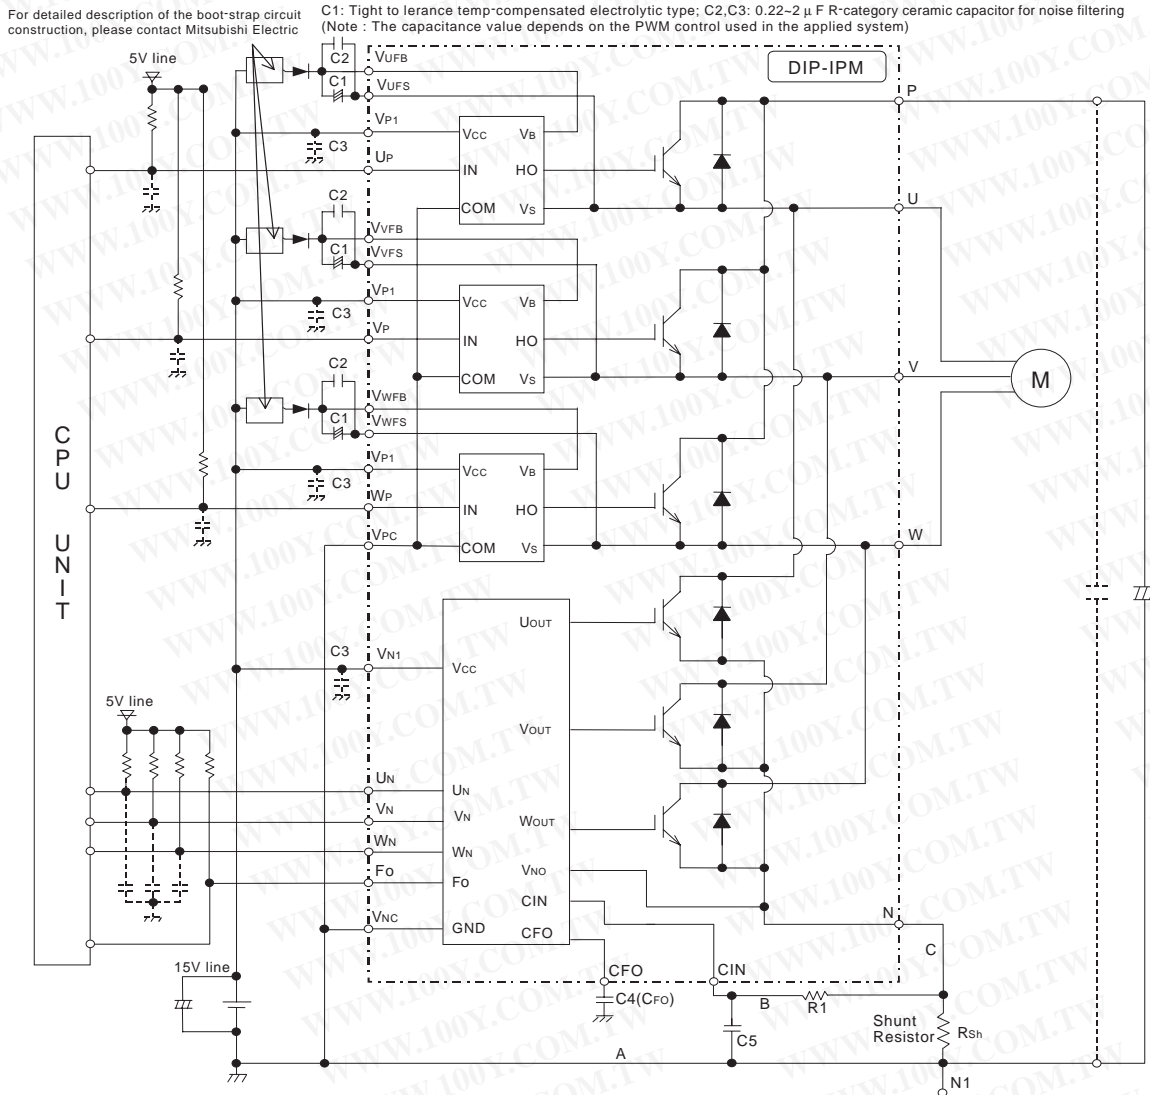 For detailed description of the boot-strap circuit
construction, please contact Mitsubishi Electric
C1: Tight to lerance temp-compensated electrolytic type; C2,C3: 0.22~2 μ F R-category ceramic capacitor for noise filtering
(Note : The capacitance value depends on the PWM control used in the applied system)
5V line
C2
VUFB
DIP-IPM
C1
VUFS
P
VP1
VCC
VB
C3
UP
IN
HO
C2
U
COM
VS
VVFB
C1
VVFS
VP1
VCC
VB
C3
VP
IN
HO
C2
V
COM
VS
M
VWFB
C1
VWFS
CPU UNIT
VP1
VCC
VB
C3
WP
IN
HO
VPC
W
COM
VS
UOUT
C3
VN1
VCC
5V line
VOUT
UN
UN
VN
VN
WOUT
WN
WN
FO
FO
VNO
CIN
VNC
GND
N
CFO
C
15V line
CFO
CIN
C4(CFO)
B
R1
Shunt
Resistor
RSh
C5
A
N1
WWW.100Y.COM.TW